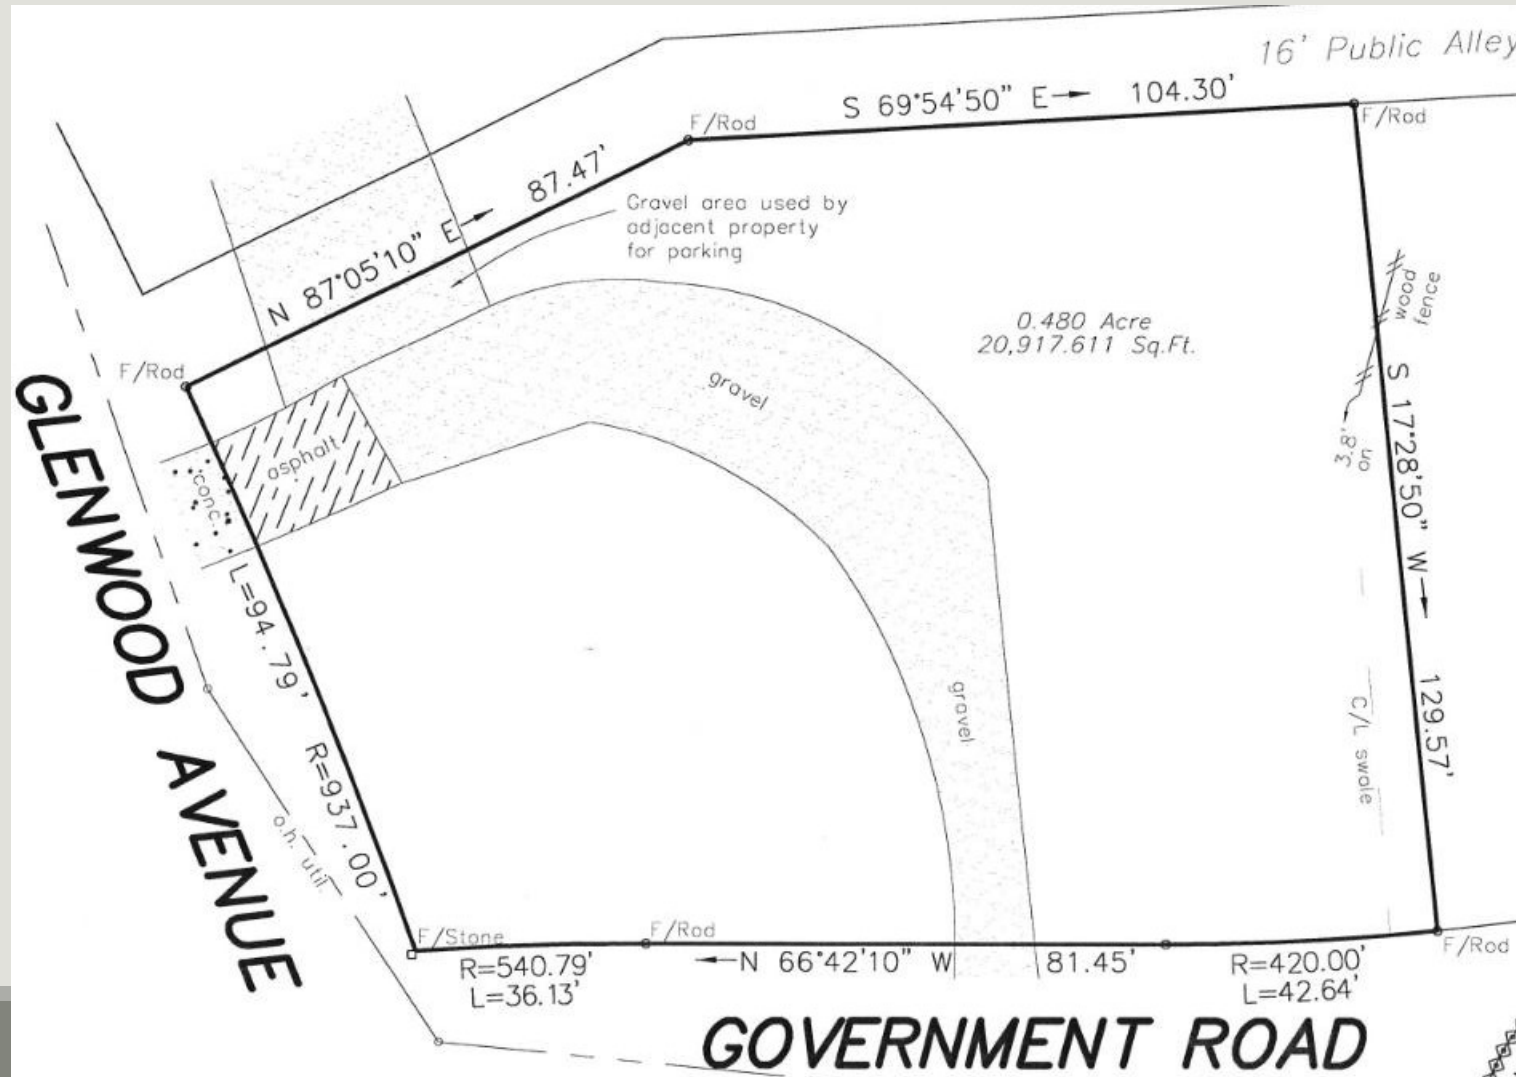 16' Public Alley
S 69°54'50" E 104.30'
F/Rod
F/Rod
N 87°05'10" E 87.47'
Gravel area used by
adjacent property
for parking
wood
fence
0.480 Acre
20,917.611 Sq.Ft.
F/Rod
gravel
S 17°28'50" W 129.57'
3.8'
on
asphalt
conc.
GLENWOOD AVENUE
L=94.79'
R=937.00'
gravel
C/L swale
o.h. util.
F/Stone
F/Rod
F/Rod
R=540.79'
L=36.13'
N 66°42'10" W 81.45'
R=420.00'
L=42.64'
GOVERNMENT ROAD